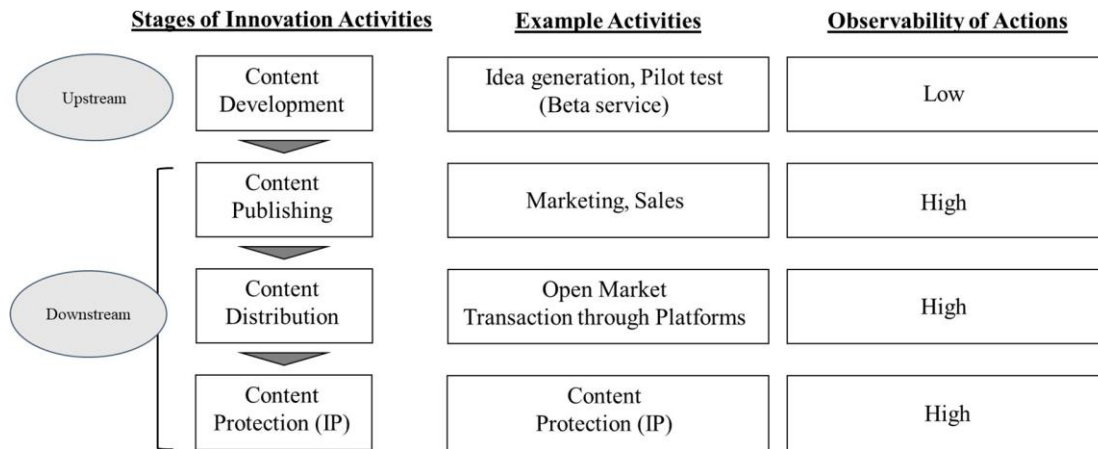 Stages of Innovation Activities
Example Activities
Observability of Actions
Upstream
Content
Development
Idea generation, Pilot test
(Beta service)
Low
Content
Publishing
Marketing, Sales
High
Downstream
Content
Distribution
Open Market
Transaction through Platforms
High
Content
Protection (IP)
Content
Protection (IP)
High